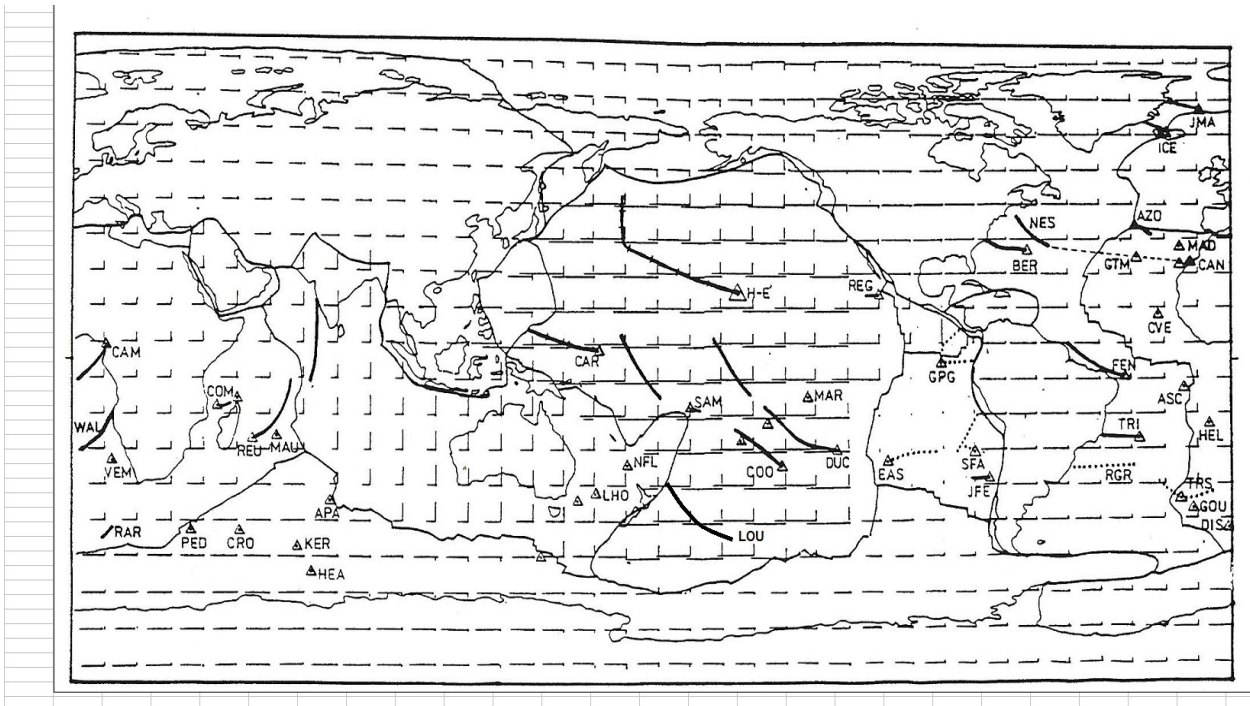 JMA
ICE
NES
AZO
MAD
BER
GTM
CAN
H-E
REG
CVE
CAM
CAR
GPG
FEN
COM
SAM
MAR
ASC
WAL
REU
MAU
TRI
HEL
VEM
NFL
COO
DUC
EAS
SFA
RGR
JFE
TRS
LHO
APA
GOU
RAR
PED
CRO
LOU
DIS
KER
HEA